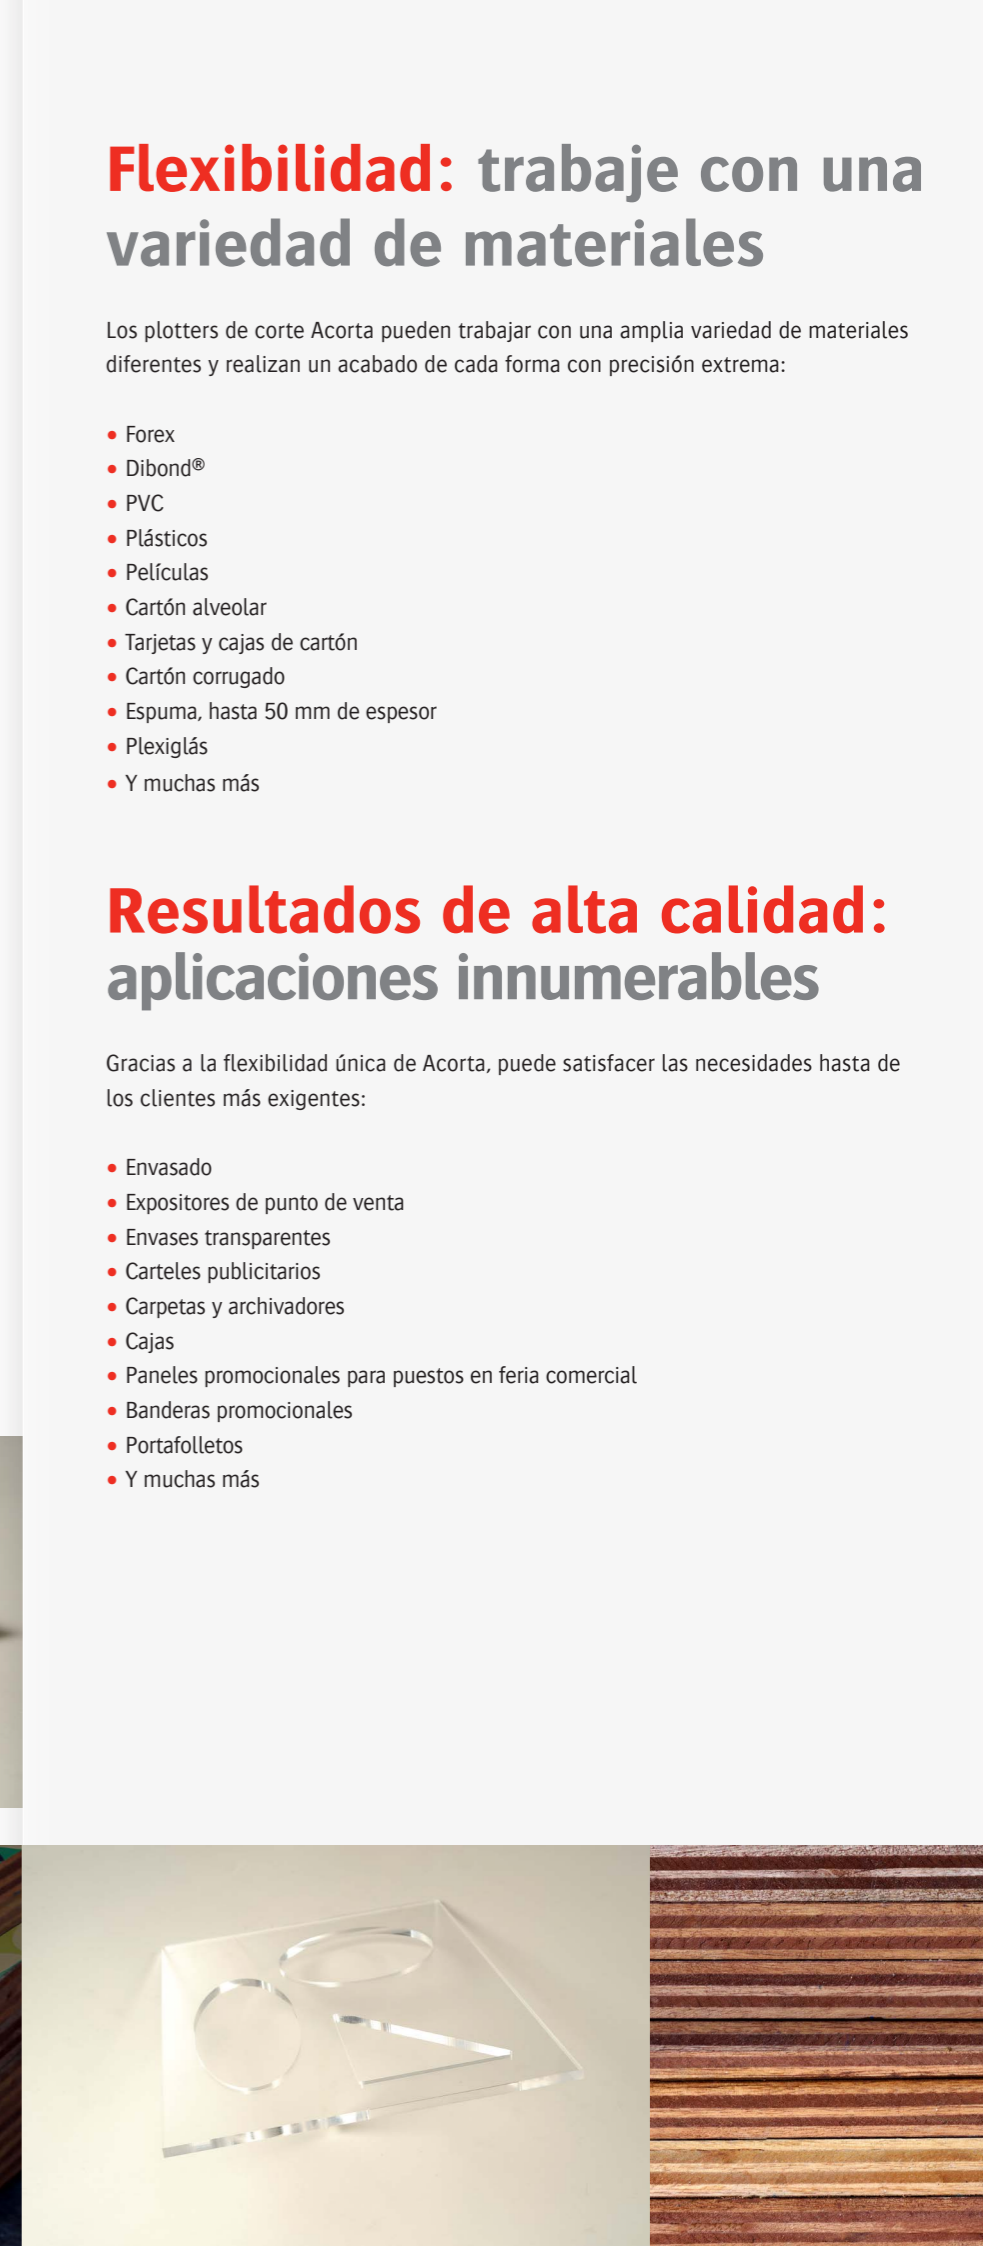 Flexibilidad: trabaje con una
variedad de materiales
Los plotters de corte Acorta pueden trabajar con una amplia variedad de materiales
diferentes y realizan un acabado de cada forma con precisión extrema:
• Forex
• Dibond®
• PVC
• Plásticos
• Películas
• Cartón alveolar
• Tarjetas y cajas de cartón
• Cartón corrugado
• Espuma, hasta 50 mm de espesor
• Plexiglás
• Y muchas más
Resultados de alta calidad:
aplicaciones innumerables
Gracias a la flexibilidad única de Acorta, puede satisfacer las necesidades hasta de
los clientes más exigentes:
• Envasado
• Expositores de punto de venta
• Envases transparentes
• Carteles publicitarios
• Carpetas y archivadores
• Cajas
• Paneles promocionales para puestos en feria comercial
• Banderas promocionales
• Portafolletos
• Y muchas más